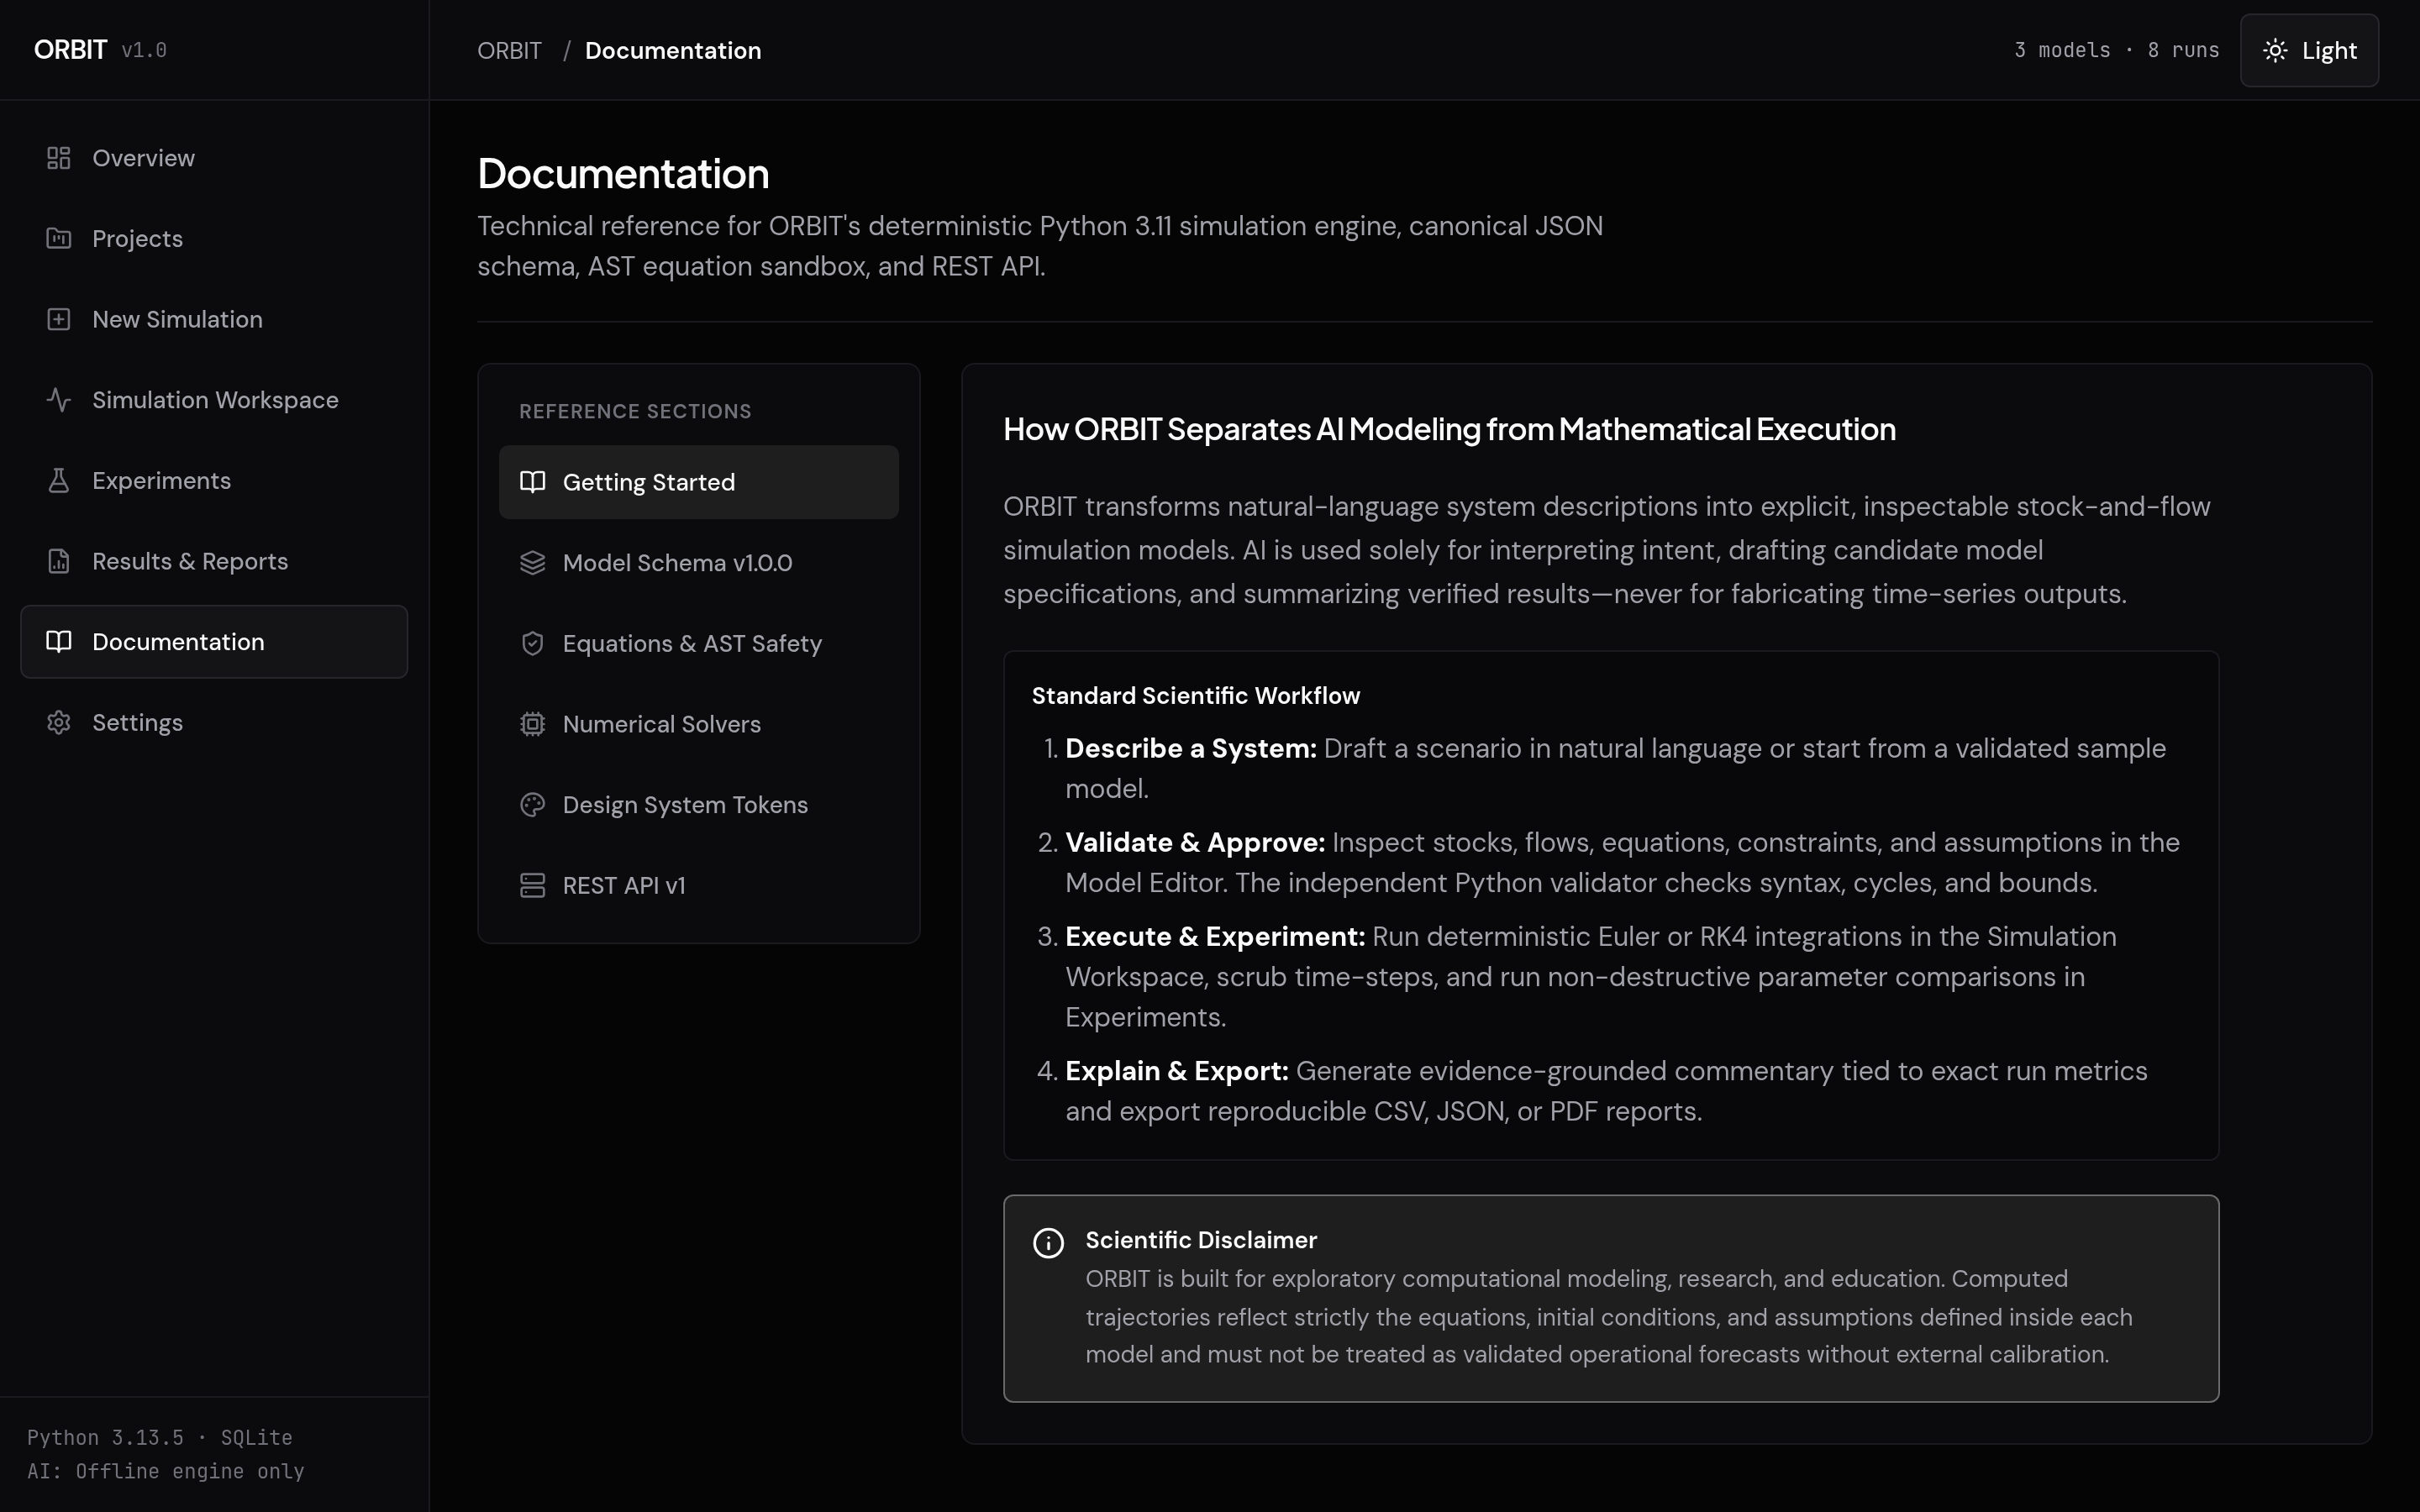 ORBIT v1.0
ORBIT / Documentation
3 models · 8 runs
Light
Overview
Projects
New Simulation
Simulation Workspace
Experiments
Results & Reports
Documentation
Settings
Python 3.13.5 · SQLite
AI: Offline engine only
Documentation
Technical reference for ORBIT's deterministic Python 3.11 simulation engine, canonical JSON
schema, AST equation sandbox, and REST API.
REFERENCE SECTIONS
Getting Started
Model Schema v1.0.0
Equations & AST Safety
Numerical Solvers
Design System Tokens
REST API v1
How ORBIT Separates AI Modeling from Mathematical Execution
ORBIT transforms natural-language system descriptions into explicit, inspectable stock-and-flow
simulation models. AI is used solely for interpreting intent, drafting candidate model
specifications, and summarizing verified results—never for fabricating time-series outputs.
Standard Scientific Workflow
1. Describe a System: Draft a scenario in natural language or start from a validated sample
model.
2. Validate & Approve: Inspect stocks, flows, equations, constraints, and assumptions in the
Model Editor. The independent Python validator checks syntax, cycles, and bounds.
3. Execute & Experiment: Run deterministic Euler or RK4 integrations in the Simulation
Workspace, scrub time-steps, and run non-destructive parameter comparisons in
Experiments.
4. Explain & Export: Generate evidence-grounded commentary tied to exact run metrics
and export reproducible CSV, JSON, or PDF reports.
Scientific Disclaimer
ORBIT is built for exploratory computational modeling, research, and education. Computed
trajectories reflect strictly the equations, initial conditions, and assumptions defined inside each
model and must not be treated as validated operational forecasts without external calibration.